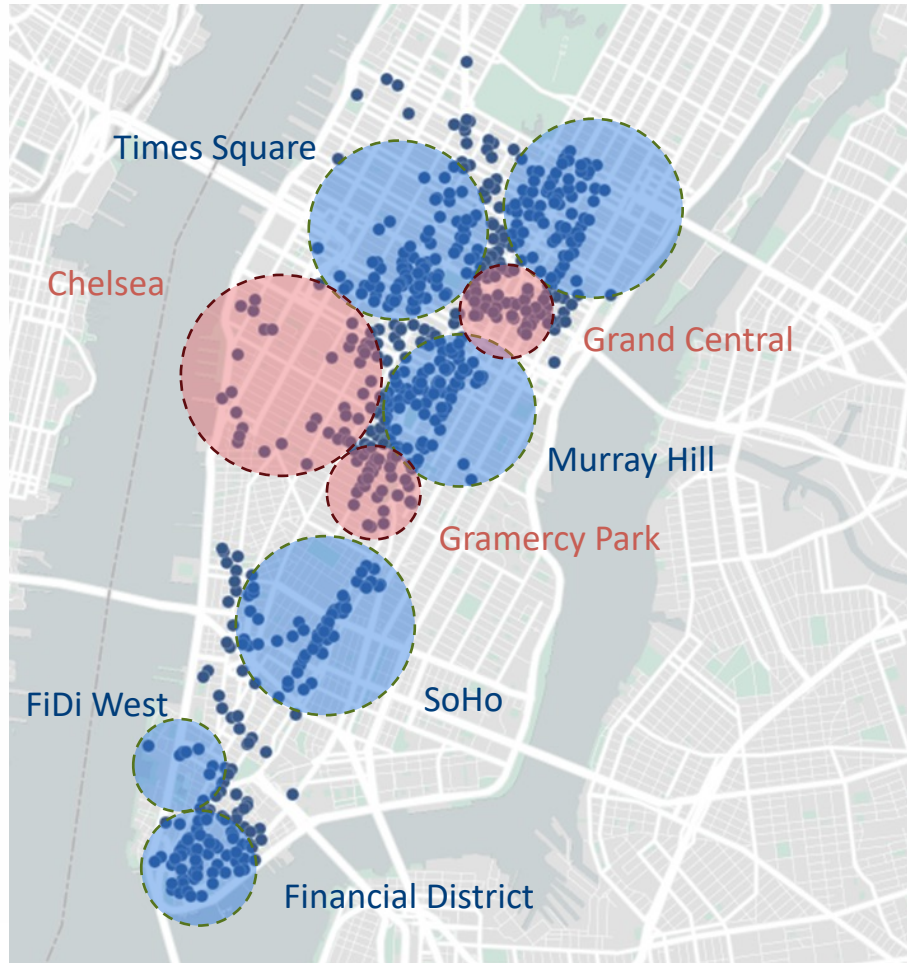 Times Square
Chelsea
Grand Central
Murray Hill
Gramercy Park
FiDi West
SoHo
Financial District